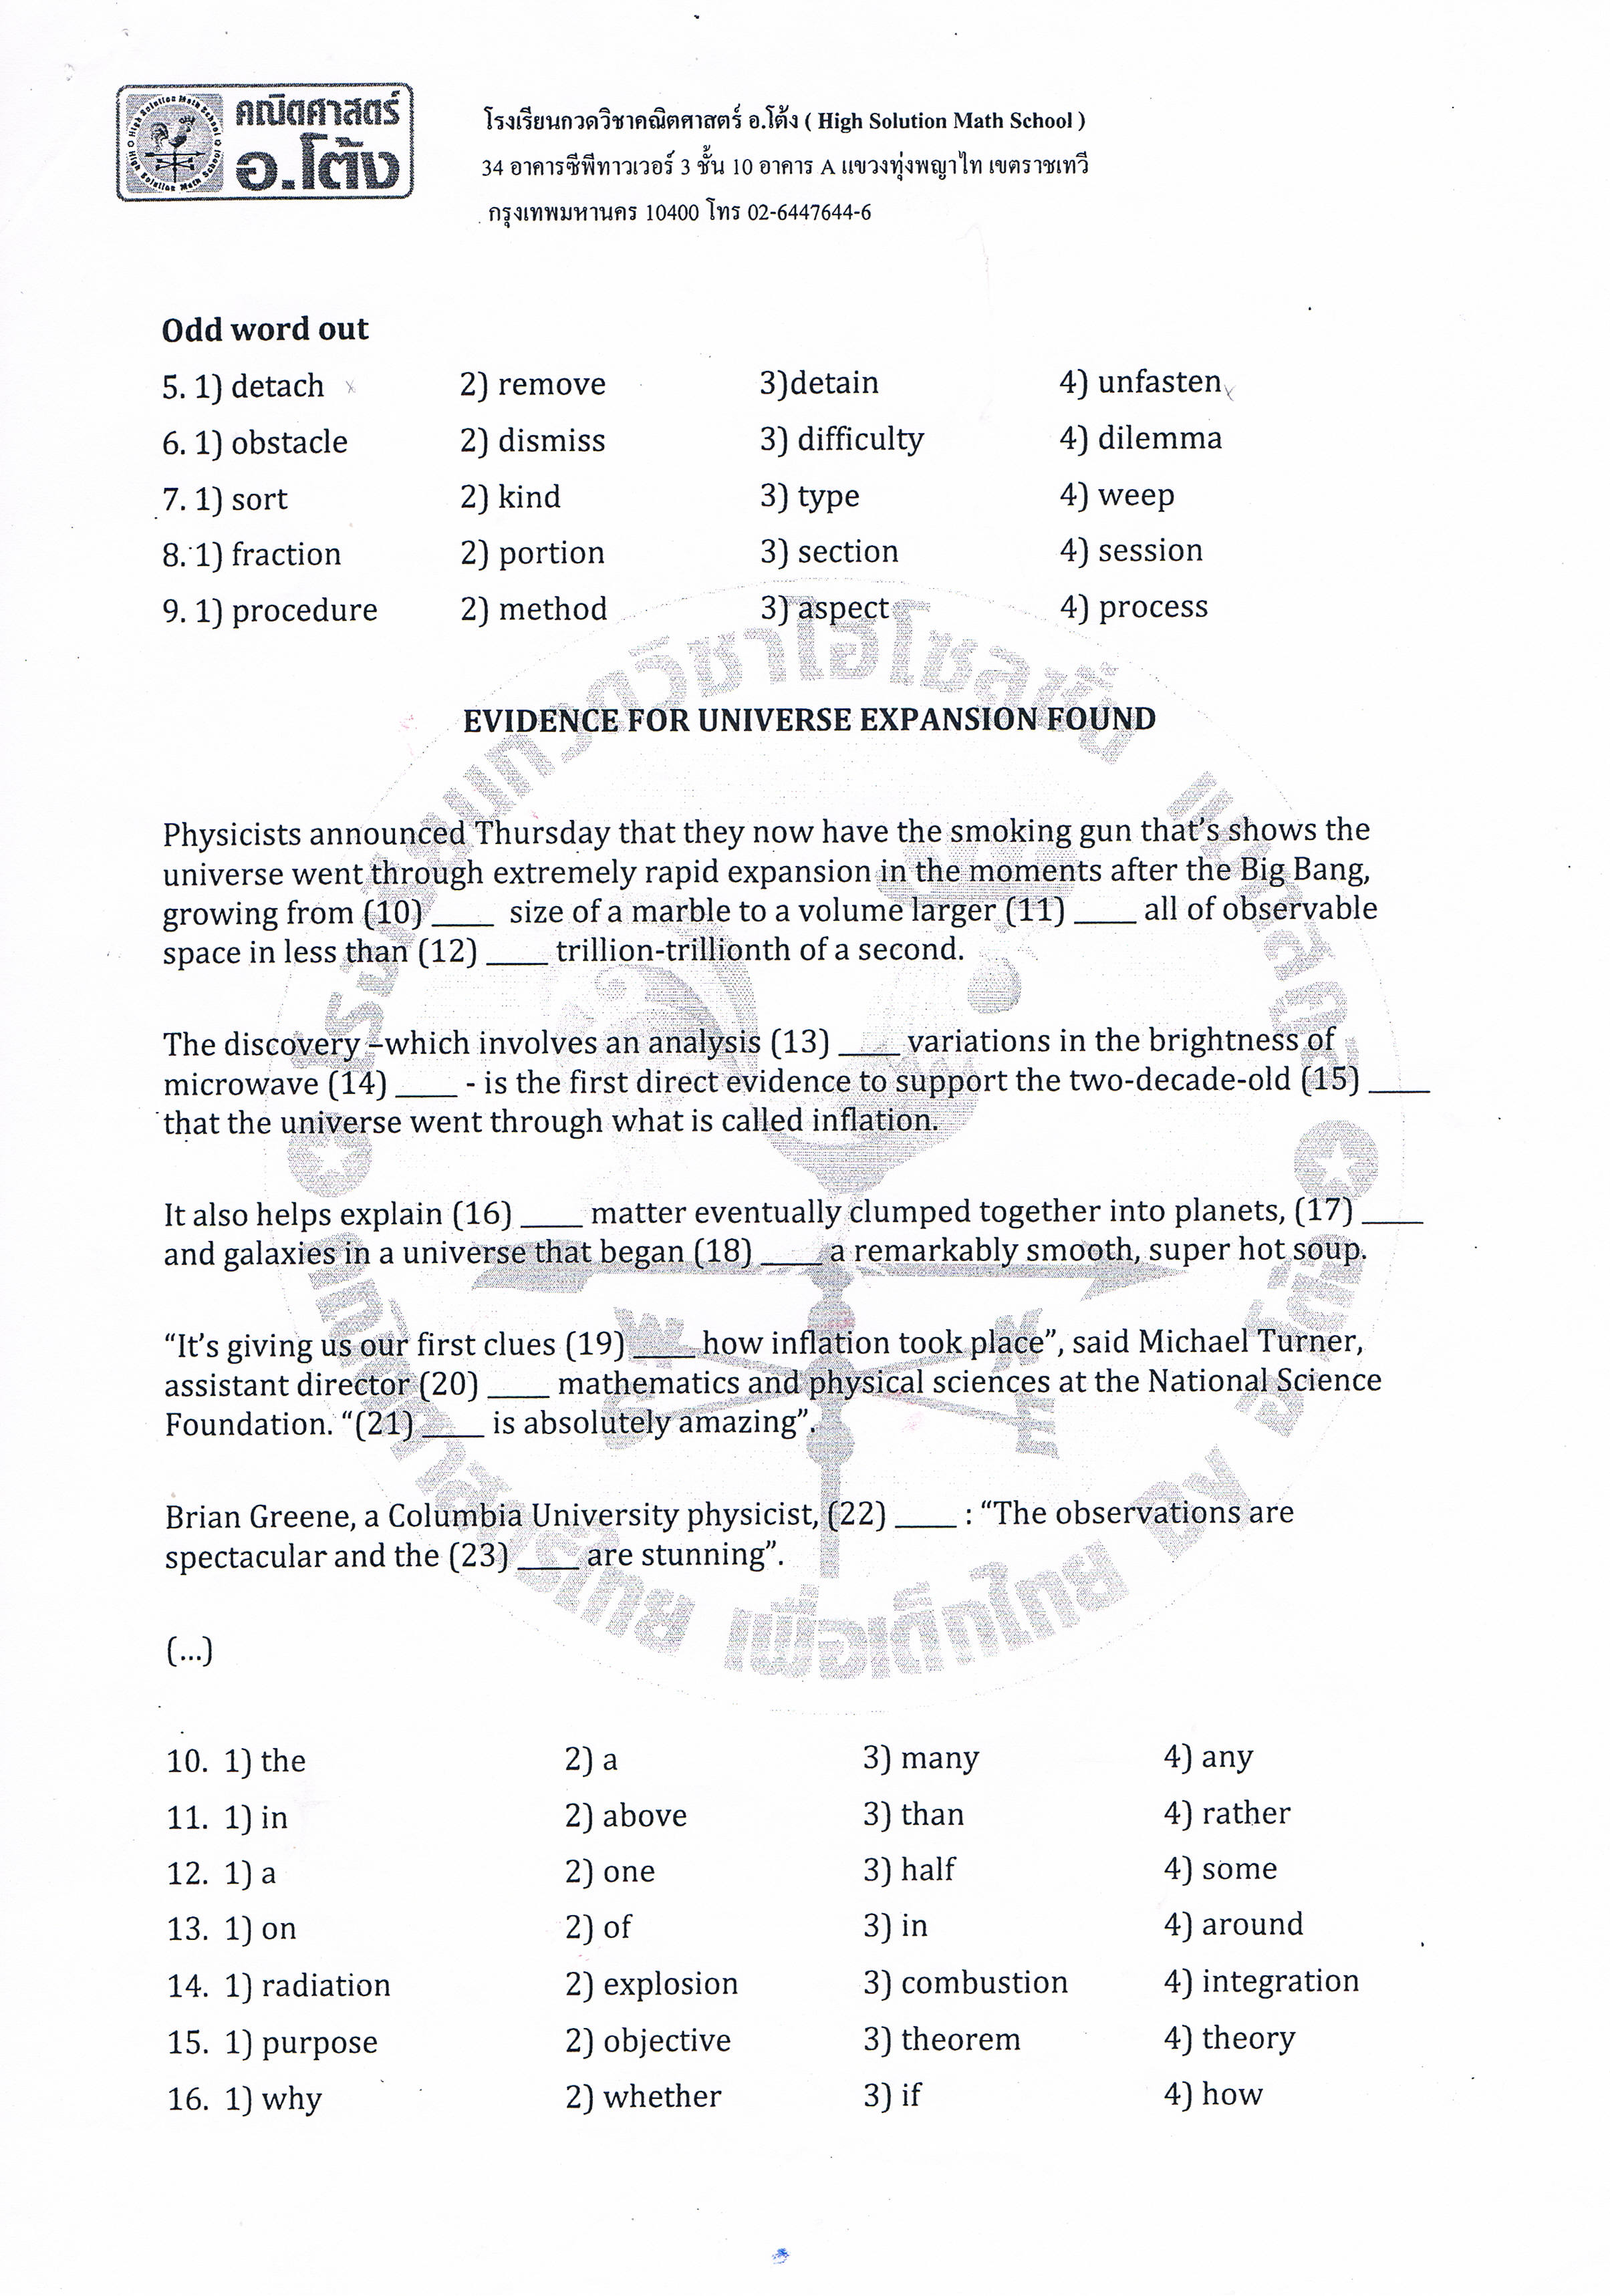 คณิตศาสตร์
อ.โต้ง
High Solution Math School
โรงเรียนกวดวิชาคณิตศาสตร์ อ.โต้ง ( High Solution Math School )
34 อาคารซีพีทาวเวอร์ 3 ชั้น 10 อาคาร A แขวงทุ่งพญาไท เขตราชเทวี
กรุงเทพมหานคร 10400 โทร 02-6447644-6
Odd word out
5. 1) detach 2) remove 3)detain 4) unfasten
6. 1) obstacle 2) dismiss 3) difficulty 4) dilemma
7. 1) sort 2) kind 3) type 4) weep
8. 1) fraction 2) portion 3) section 4) session
9. 1) procedure 2) method 3) aspect 4) process
EVIDENCE FOR UNIVERSE EXPANSION FOUND
Physicists announced Thursday that they now have the smoking gun that’s shows the
universe went through extremely rapid expansion in the moments after the Big Bang,
growing from (10) ____ size of a marble to a volume larger (11) ____ all of observable
space in less than (12) ____ trillion-trillionth of a second.
The discovery –which involves an analysis (13) ____ variations in the brightness of
microwave (14) ____ - is the first direct evidence to support the two-decade-old (15) ____
that the universe went through what is called inflation.
It also helps explain (16) ____ matter eventually clumped together into planets, (17) ____
and galaxies in a universe that began (18) ____ a remarkably smooth, super hot soup.
“It’s giving us our first clues (19) ____ how inflation took place”, said Michael Turner,
assistant director (20) ____ mathematics and physical sciences at the National Science
Foundation. “(21) ____ is absolutely amazing”.
Brian Greene, a Columbia University physicist, (22) ____ : “The observations are
spectacular and the (23) ____ are stunning”.
(...)
10. 1) the 2) a 3) many 4) any
11. 1) in 2) above 3) than 4) rather
12. 1) a 2) one 3) half 4) some
13. 1) on 2) of 3) in 4) around
14. 1) radiation 2) explosion 3) combustion 4) integration
15. 1) purpose 2) objective 3) theorem 4) theory
16. 1) why 2) whether 3) if 4) how